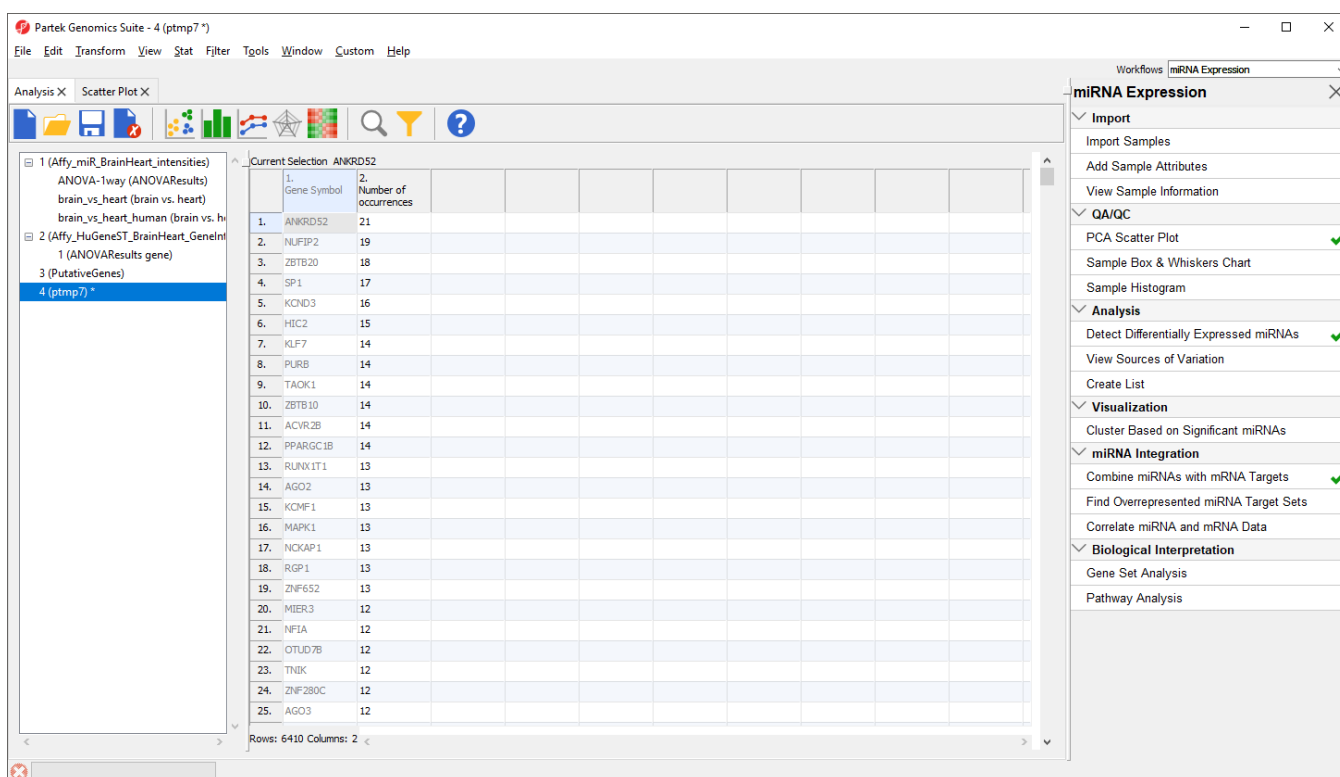 Partek Genomics Suite - 4 (ptmp7 *)
File Edit Transform View Stat Filter Tools Window Custom Help
Workflows miRNA Expression
Analysis X Scatter Plot X
miRNA Expression
1 (Affy_miR_BrainHeart_intensities)
ANOVA-1way (ANOVAResults)
brain_vs_heart (brain vs. heart)
brain_vs_heart_human (brain vs. h
2 (Affy_HuGeneST_BrainHeart_GeneInt
1 (ANOVAResults gene)
3 (PutativeGenes)
4 (ptmp7) *
Current Selection ANKRD52
1. Gene Symbol
2. Number of occurrences
1. ANKRD52 21
2. NUFIP2 19
3. ZBTB20 18
4. SP1 17
5. KCND3 16
6. HIC2 15
7. KLF7 14
8. PURB 14
9. TAOK1 14
10. ZBTB10 14
11. ACVR2B 14
12. PPARGC1B 14
13. RUNX1T1 13
14. AGO2 13
15. KCMF1 13
16. MAPK1 13
17. NCKAP1 13
18. RGP1 13
19. ZNF652 13
20. MIER3 12
21. NFIA 12
22. OTUD7B 12
23. TNIK 12
24. ZNF280C 12
25. AGO3 12
Rows: 6410 Columns: 2
Import
Import Samples
Add Sample Attributes
View Sample Information
QA/QC
PCA Scatter Plot
Sample Box & Whiskers Chart
Sample Histogram
Analysis
Detect Differentially Expressed miRNAs
View Sources of Variation
Create List
Visualization
Cluster Based on Significant miRNAs
miRNA Integration
Combine miRNAs with mRNA Targets
Find Overrepresented miRNA Target Sets
Correlate miRNA and mRNA Data
Biological Interpretation
Gene Set Analysis
Pathway Analysis